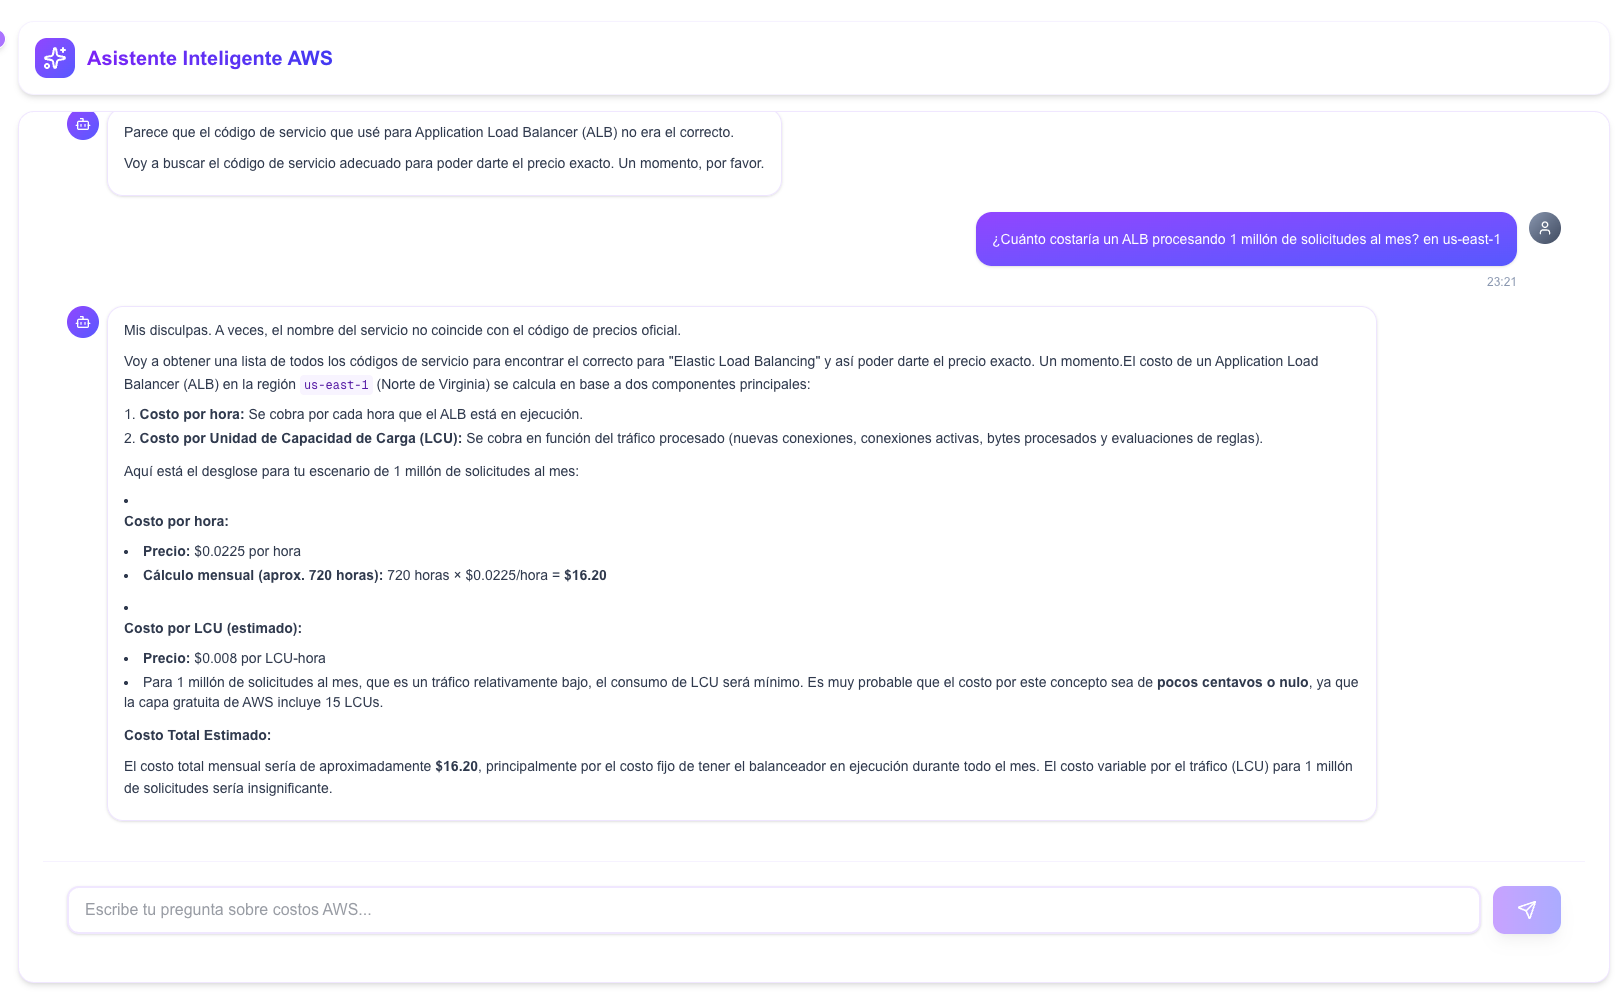 Asistente Inteligente AWS
Parece que el código de servicio que usé para Application Load Balancer (ALB) no era el correcto.
Voy a buscar el código de servicio adecuado para poder darte el precio exacto. Un momento, por favor.
¿Cuánto costaría un ALB procesando 1 millón de solicitudes al mes? en us-east-1
23:21
Mis disculpas. A veces, el nombre del servicio no coincide con el código de precios oficial.
Voy a obtener una lista de todos los códigos de servicio para encontrar el correcto para "Elastic Load Balancing" y así poder darte el precio exacto. Un momento.El costo de un Application Load
Balancer (ALB) en la región us-east-1 (Norte de Virginia) se calcula en base a dos componentes principales:
1. Costo por hora: Se cobra por cada hora que el ALB está en ejecución.
2. Costo por Unidad de Capacidad de Carga (LCU): Se cobra en función del tráfico procesado (nuevas conexiones, conexiones activas, bytes procesados y evaluaciones de reglas).
Aquí está el desglose para tu escenario de 1 millón de solicitudes al mes:
•
Costo por hora:
• Precio: $0.0225 por hora
• Cálculo mensual (aprox. 720 horas): 720 horas × $0.0225/hora = $16.20
•
Costo por LCU (estimado):
• Precio: $0.008 por LCU-hora
• Para 1 millón de solicitudes al mes, que es un tráfico relativamente bajo, el consumo de LCU será mínimo. Es muy probable que el costo por este concepto sea de pocos centavos o nulo, ya que
la capa gratuita de AWS incluye 15 LCUs.
Costo Total Estimado:
El costo total mensual sería de aproximadamente $16.20, principalmente por el costo fijo de tener el balanceador en ejecución durante todo el mes. El costo variable por el tráfico (LCU) para 1 millón
de solicitudes sería insignificante.
Escribe tu pregunta sobre costos AWS...